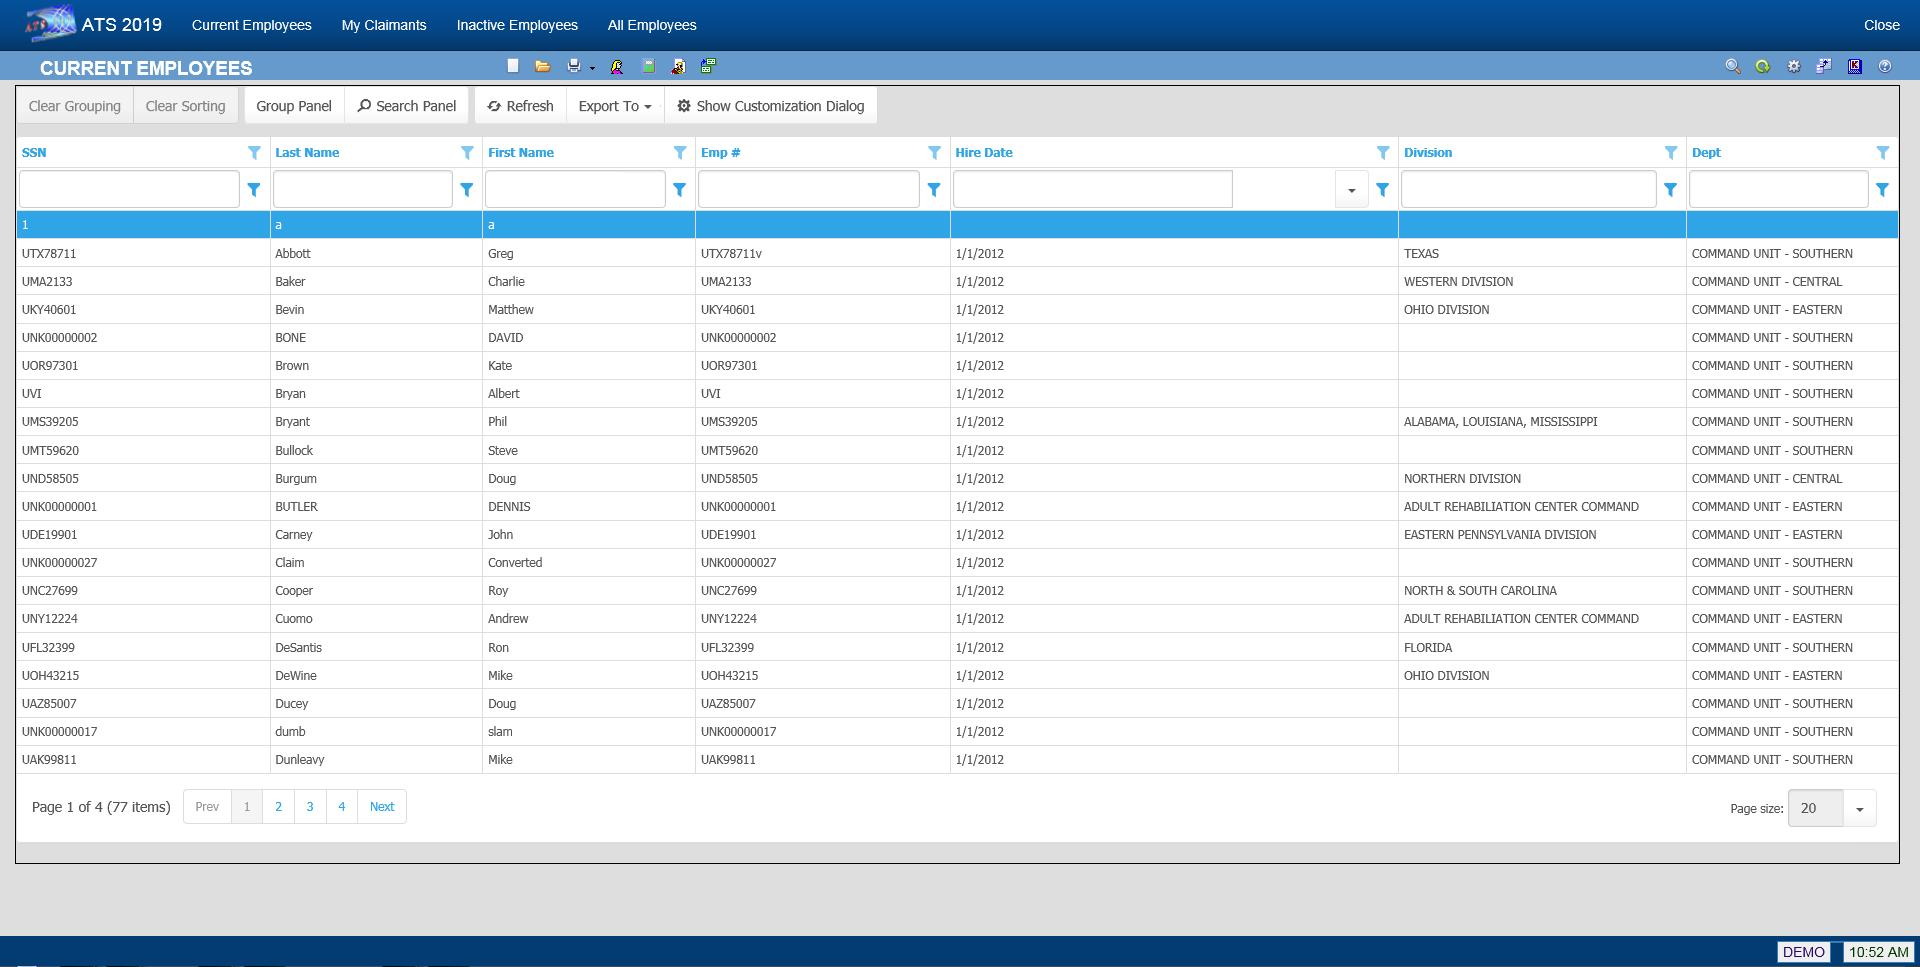 ATS 2019 Current Employees My Claimants Inactive Employees All Employees Close
CURRENT EMPLOYEES
Clear Grouping Clear Sorting Group Panel Search Panel Refresh Export To Show Customization Dialog
SSN Last Name First Name Emp # Hire Date Division Dept
1 a a
UTX78711 Abbott Greg UTX78711v 1/1/2012 TEXAS COMMAND UNIT - SOUTHERN
UMA2133 Baker Charlie UMA2133 1/1/2012 WESTERN DIVISION COMMAND UNIT - CENTRAL
UKY40601 Bevin Matthew UKY40601 1/1/2012 OHIO DIVISION COMMAND UNIT - EASTERN
UNK00000002 BONE DAVID UNK00000002 1/1/2012 COMMAND UNIT - SOUTHERN
UOR97301 Brown Kate UOR97301 1/1/2012 COMMAND UNIT - SOUTHERN
UVI Bryan Albert UVI 1/1/2012 COMMAND UNIT - SOUTHERN
UMS39205 Bryant Phil UMS39205 1/1/2012 ALABAMA, LOUISIANA, MISSISSIPPI COMMAND UNIT - SOUTHERN
UMT59620 Bullock Steve UMT59620 1/1/2012 COMMAND UNIT - SOUTHERN
UND58505 Burgum Doug UND58505 1/1/2012 NORTHERN DIVISION COMMAND UNIT - CENTRAL
UNK00000001 BUTLER DENNIS UNK00000001 1/1/2012 ADULT REHABILIATION CENTER COMMAND COMMAND UNIT - EASTERN
UDE19901 Carney John UDE19901 1/1/2012 EASTERN PENNSYLVANIA DIVISION COMMAND UNIT - EASTERN
UNK00000027 Claim Converted UNK00000027 1/1/2012 COMMAND UNIT - SOUTHERN
UNC27699 Cooper Roy UNC27699 1/1/2012 NORTH & SOUTH CAROLINA COMMAND UNIT - SOUTHERN
UNY12224 Cuomo Andrew UNY12224 1/1/2012 ADULT REHABILIATION CENTER COMMAND COMMAND UNIT - EASTERN
UFL32399 DeSantis Ron UFL32399 1/1/2012 FLORIDA COMMAND UNIT - SOUTHERN
UOH43215 DeWine Mike UOH43215 1/1/2012 OHIO DIVISION COMMAND UNIT - EASTERN
UAZ85007 Ducey Doug UAZ85007 1/1/2012 COMMAND UNIT - SOUTHERN
UNK00000017 dumb slam UNK00000017 1/1/2012 COMMAND UNIT - SOUTHERN
UAK99811 Dunleavy Mike UAK99811 1/1/2012 COMMAND UNIT - SOUTHERN
Page 1 of 4 (77 items) Prev 1 2 3 4 Next Page size: 20
DEMO 10:52 AM